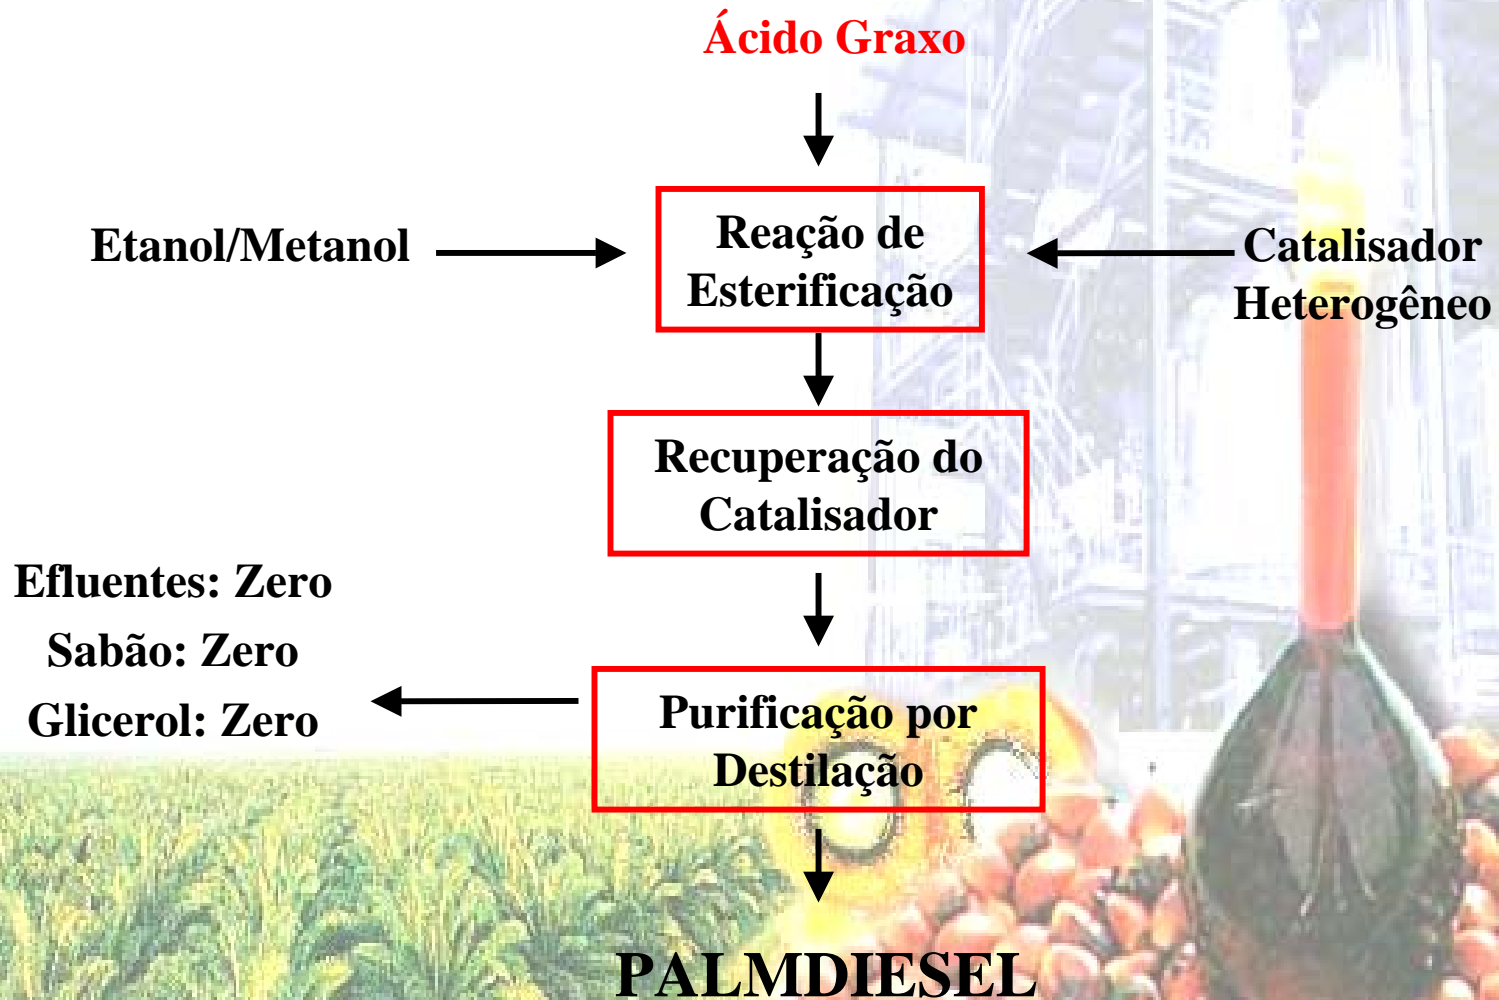 Ácido Graxo
Etanol/Metanol
Reação de
Esterificação
Catalisador
Heterogêneo
Recuperação do
Catalisador
Efluentes: Zero
Sabão: Zero
Glicerol: Zero
Purificação por
Destilação
PALMDIESEL